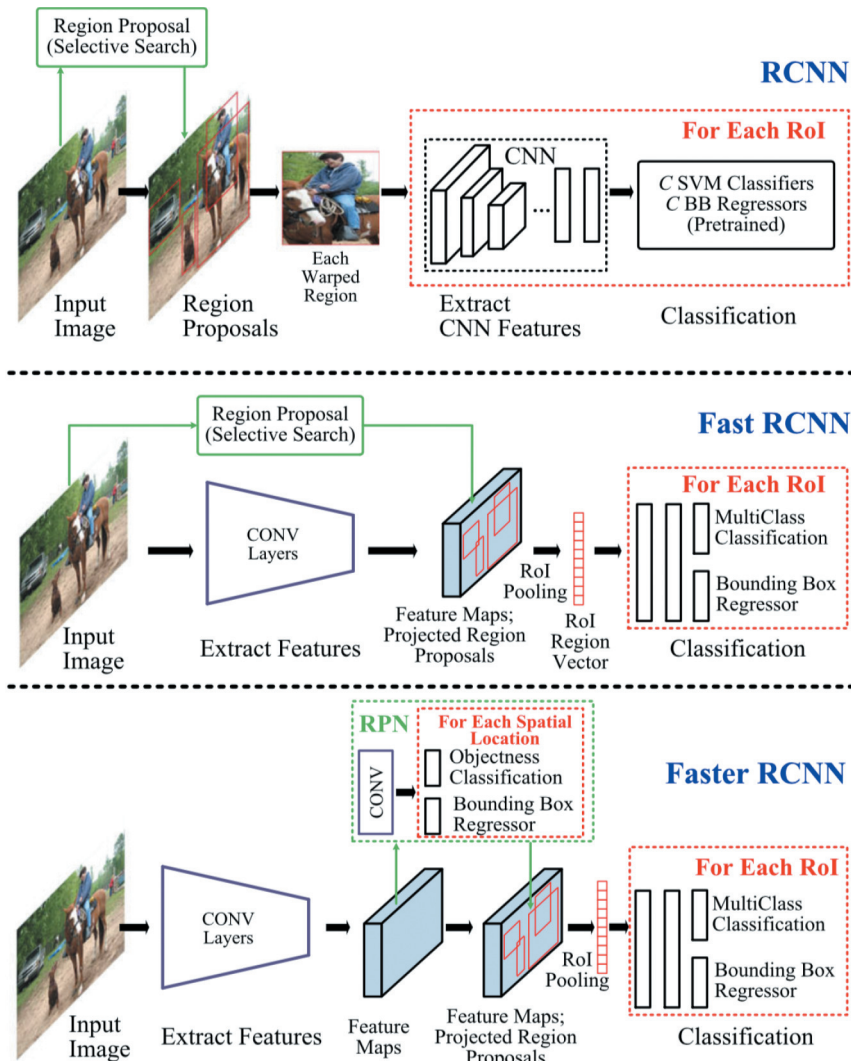 Region Proposal
(Selective Search)
RCNN
For Each RoI
CNN
...
C SVM Classifiers
C BB Regressors
(Pretrained)
Each
Warped
Region
Input
Image
Region
Proposals
Extract
CNN Features
Classification
Region Proposal
(Selective Search)
Fast RCNN
For Each RoI
CONV
Layers
RoI
Pooling
MultiClass
Classification
Bounding Box
Regressor
Input
Image
Extract Features
Feature Maps;
Projected Region
Proposals
RoI
Region
Vector
Classification
RPN
For Each Spatial
Location
CONV
Objectness
Classification
Bounding Box
Regressor
Faster RCNN
For Each RoI
CONV
Layers
RoI
Pooling
MultiClass
Classification
Bounding Box
Regressor
Input
Image
Extract Features
Feature
Maps
Feature Maps;
Projected Region
Proposals
Classification